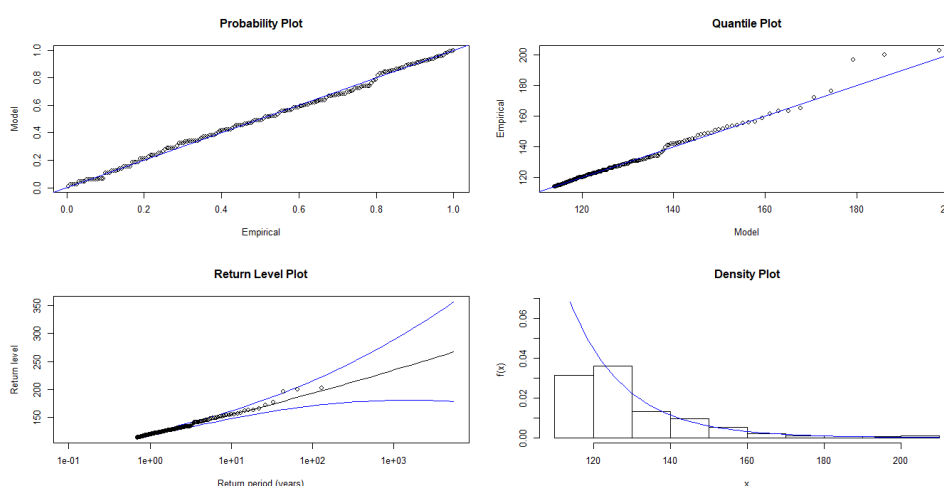 Probability Plot
Model
0.0 0.2 0.4 0.6 0.8 1.0
0.0 0.2 0.4 0.6 0.8 1.0
Empirical
Quantile Plot
Empirical
120 140 160 180 200
120 140 160 180
Model
Return Level Plot
Return level
150 200 250 300 350
1e-01 1e+00 1e+01 1e+02 1e+03
Return period (years)
Density Plot
f(x)
0.00 0.02 0.04 0.06
120 140 160 180 200
x